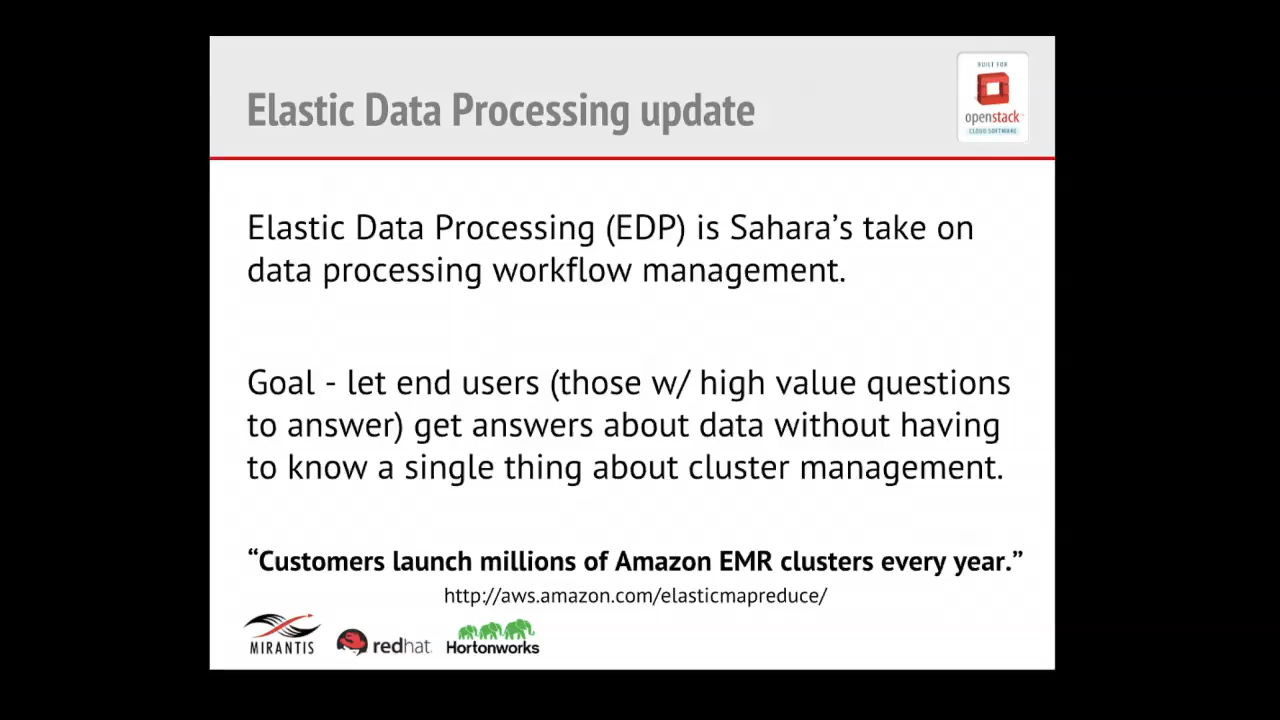 Elastic Data Processing update
BUILT FOR
openstack
CLOUD SOFTWARE
Elastic Data Processing (EDP) is Sahara’s take on
data processing workflow management.
Goal - let end users (those w/ high value questions
to answer) get answers about data without having
to know a single thing about cluster management.
“Customers launch millions of Amazon EMR clusters every year.”
http://aws.amazon.com/elasticmapreduce/
MIRANTIS
redhat.
Hortonworks